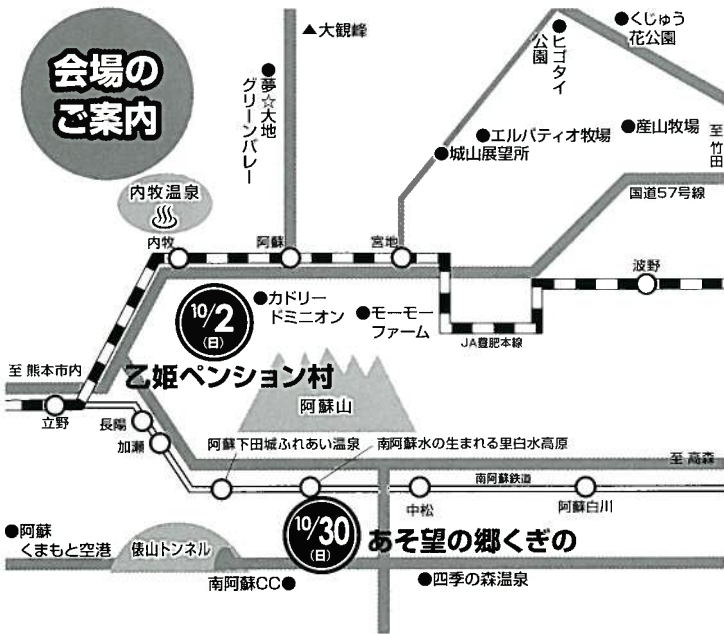 会場の
ご案内
▲大観峰
●夢☆大地
グリーンバレー
●ヒゴタイ
公園
●くじゅう
花公園
●エルパティオ牧場
●産山牧場
●城山展望所
至竹田
国道57号線
内牧温泉
内牧
阿蘇
宮地
波野
10/2
(日)
●カドリー
ドミニオン
●モーモー
ファーム
JA豊肥本線
乙姫ペンション村
至 熊本市内
阿蘇山
立野
長陽
加瀬
阿蘇下田城ふれあい温泉
南阿蘇水の生まれる里白水高原
至 高森
南阿蘇鉄道
中松
阿蘇白川
10/30
(日)
あそ望の郷くぎの
●阿蘇
くまもと空港
俵山トンネル
南阿蘇CC●
●四季の森温泉